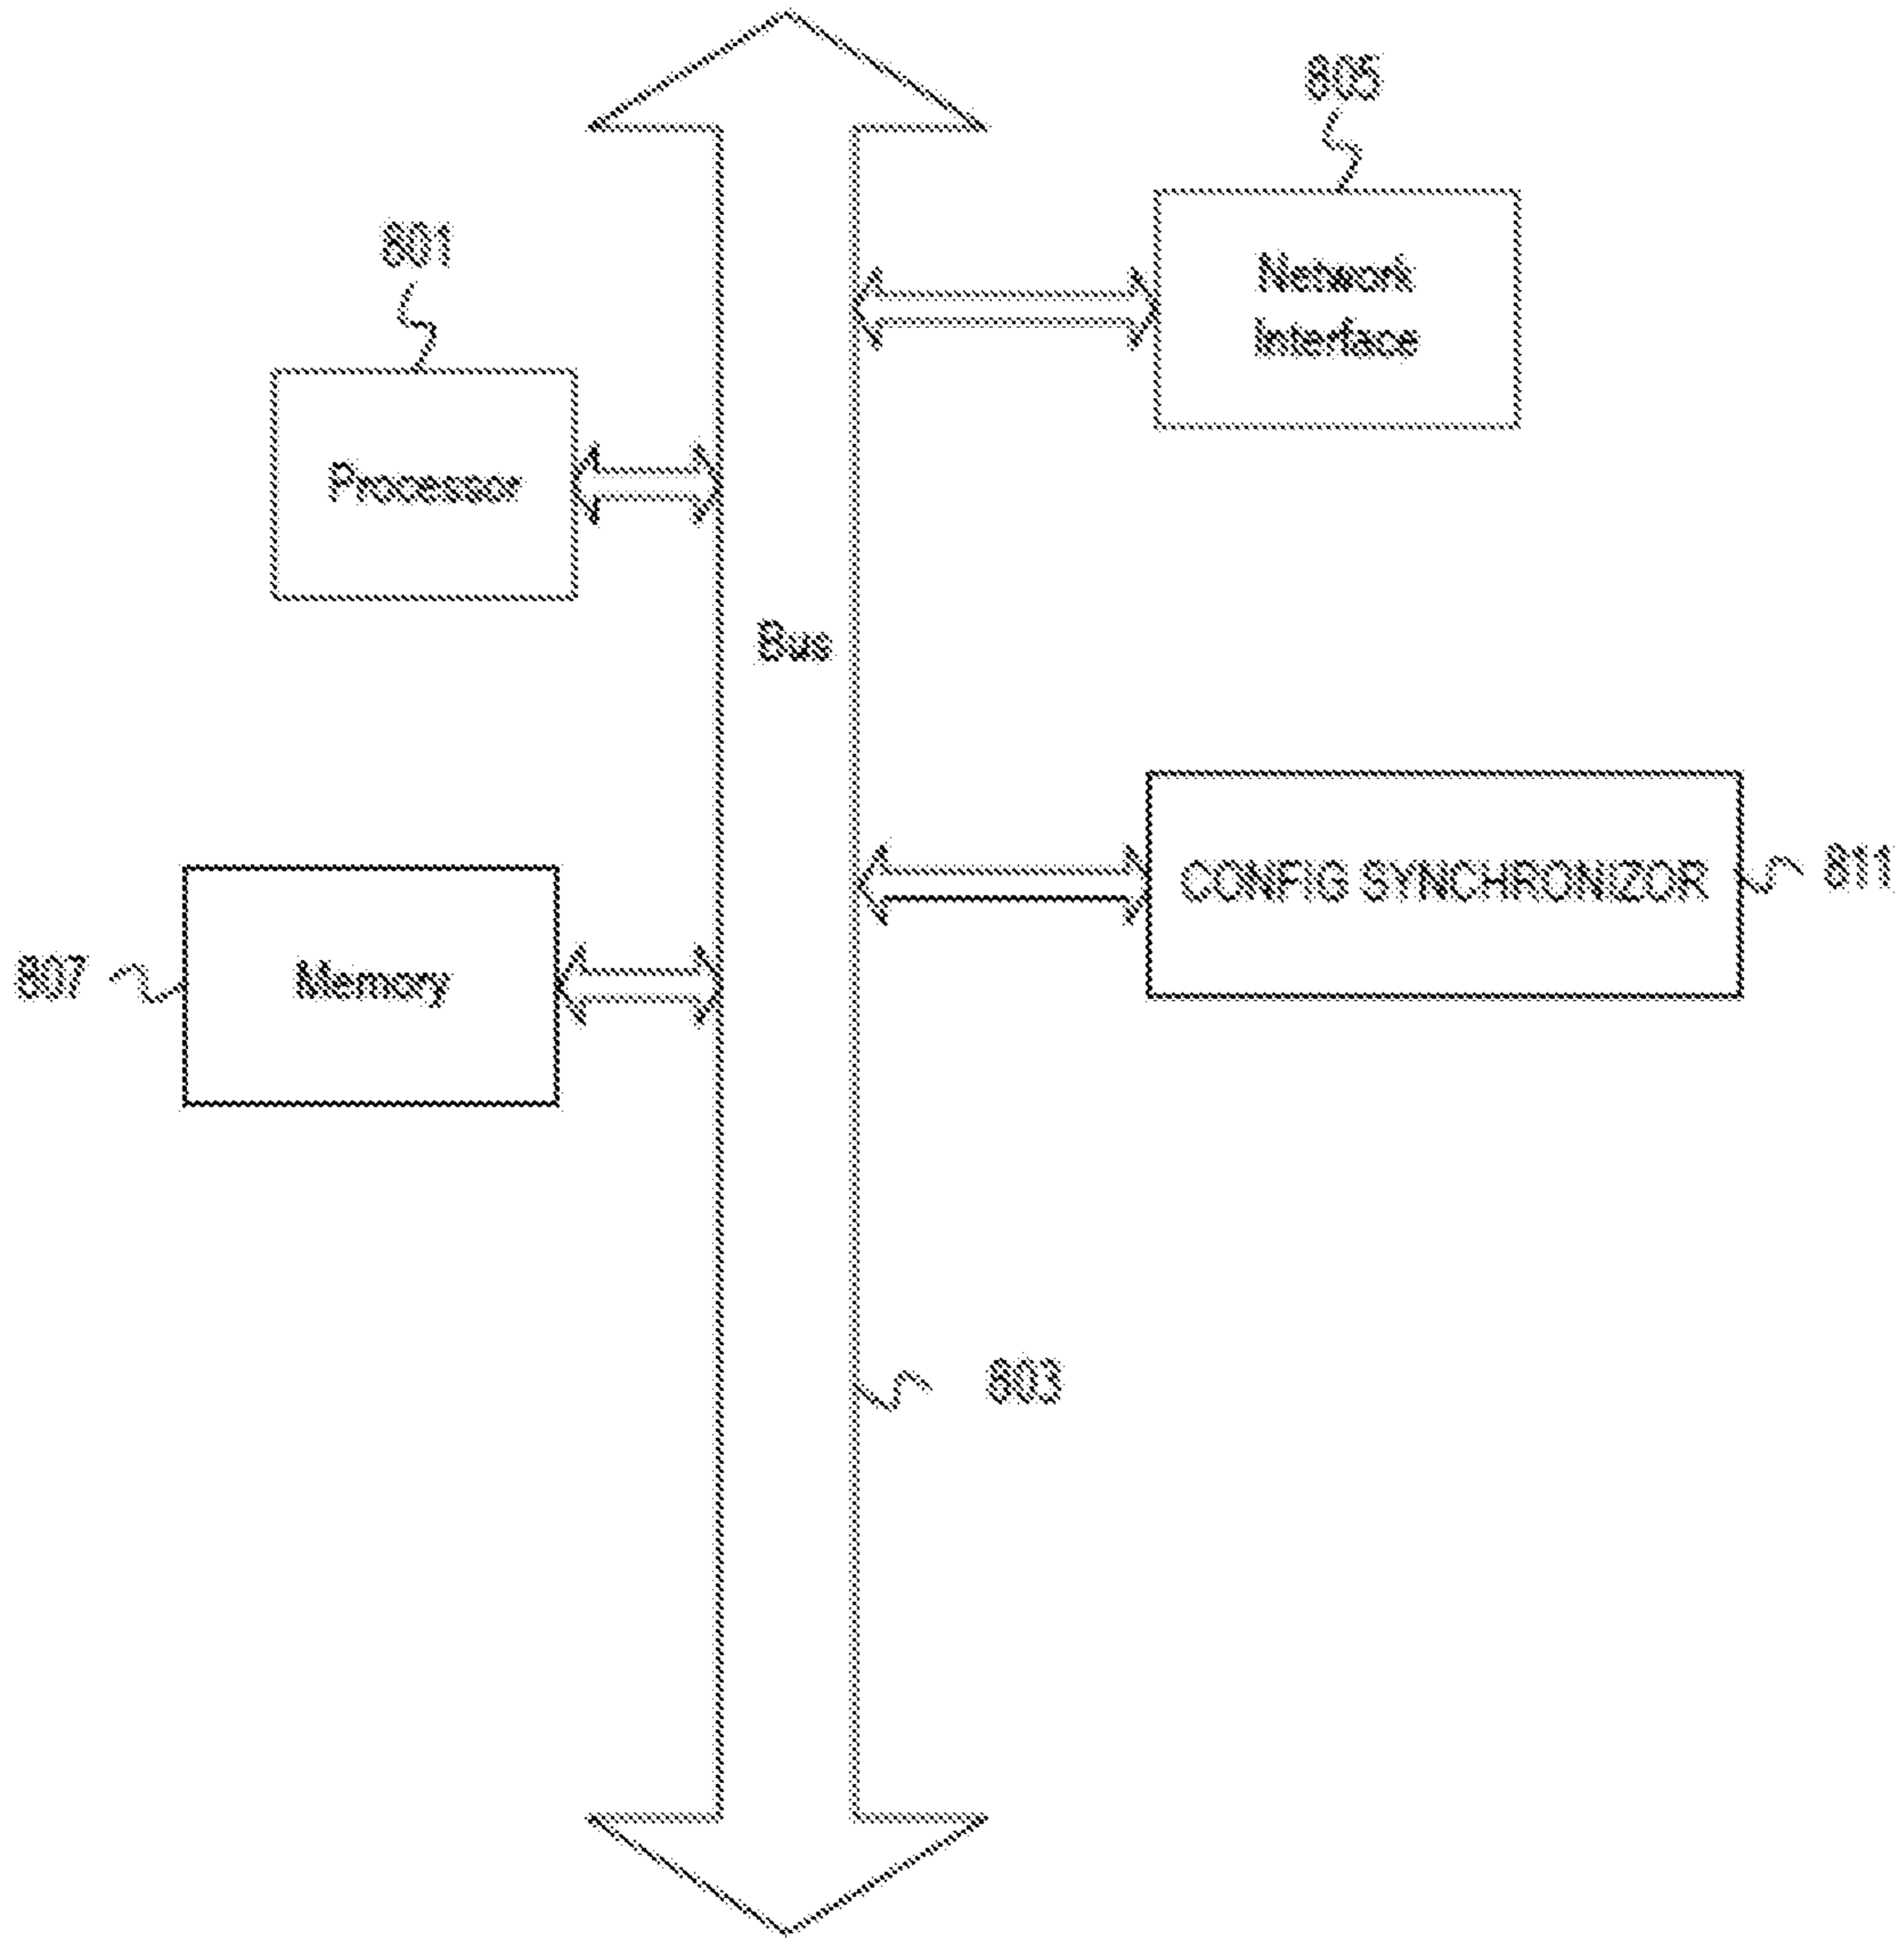 805
801
Network
Interface
Processor
Bus
CONFIG SYNCHRONIZOR
811
807
Memory
803